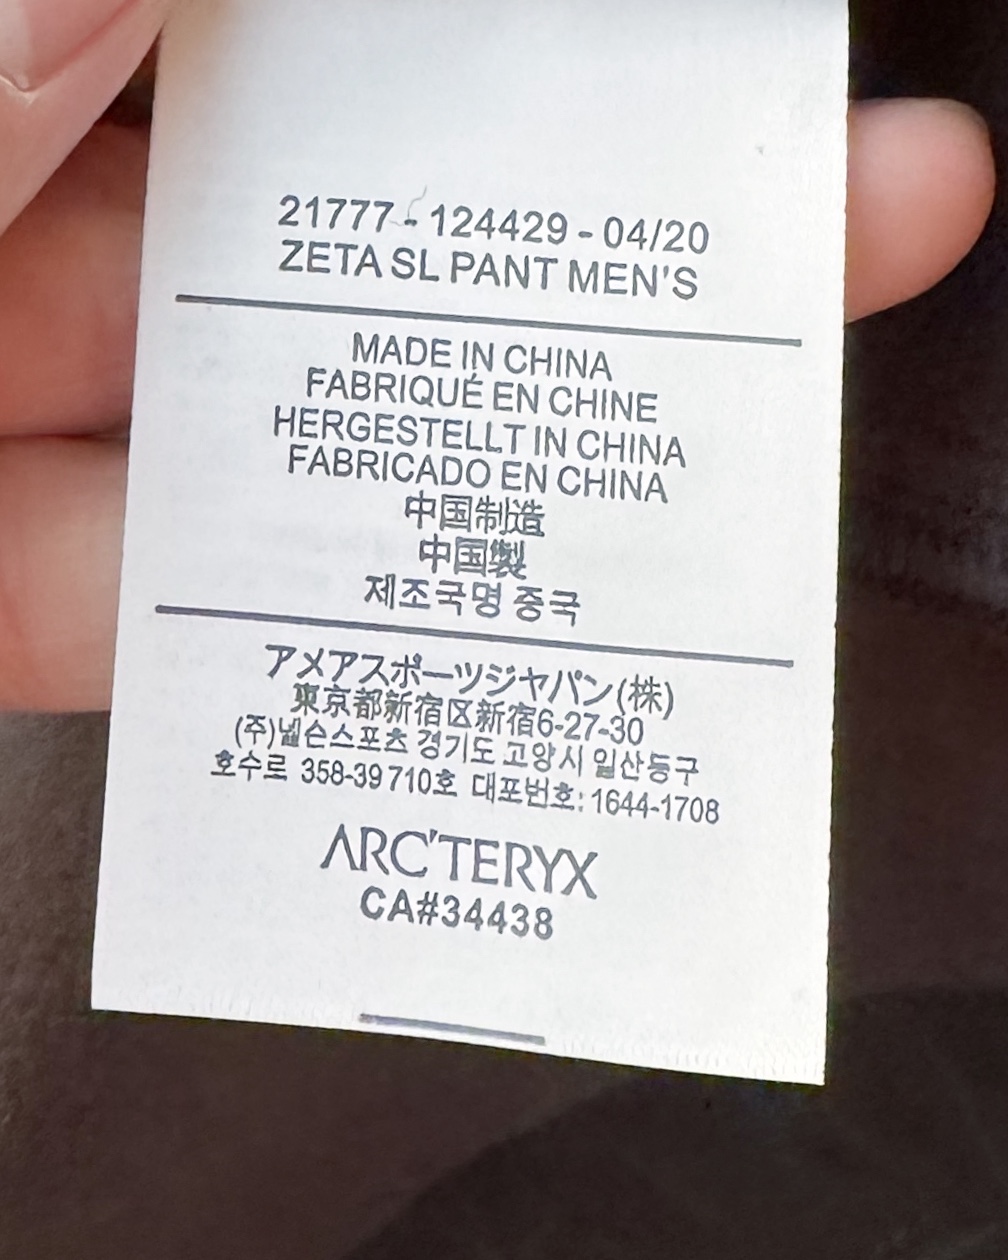 21777 - 124429 - 04/20
ZETA SL PANT MEN'S
MADE IN CHINA
FABRIQUÉ EN CHINE
HERGESTELLT IN CHINA
FABRICADO EN CHINA
中国制造
中国製
제조국명 중국
アメアスポーツジャパン(株)
東京都新宿区新宿6-27-30
(주)넬슨스포츠 경기도 고양시 일산동구
호수로 358-39 710호 대표번호: 1644-1708
ARC'TERYX
CA#34438